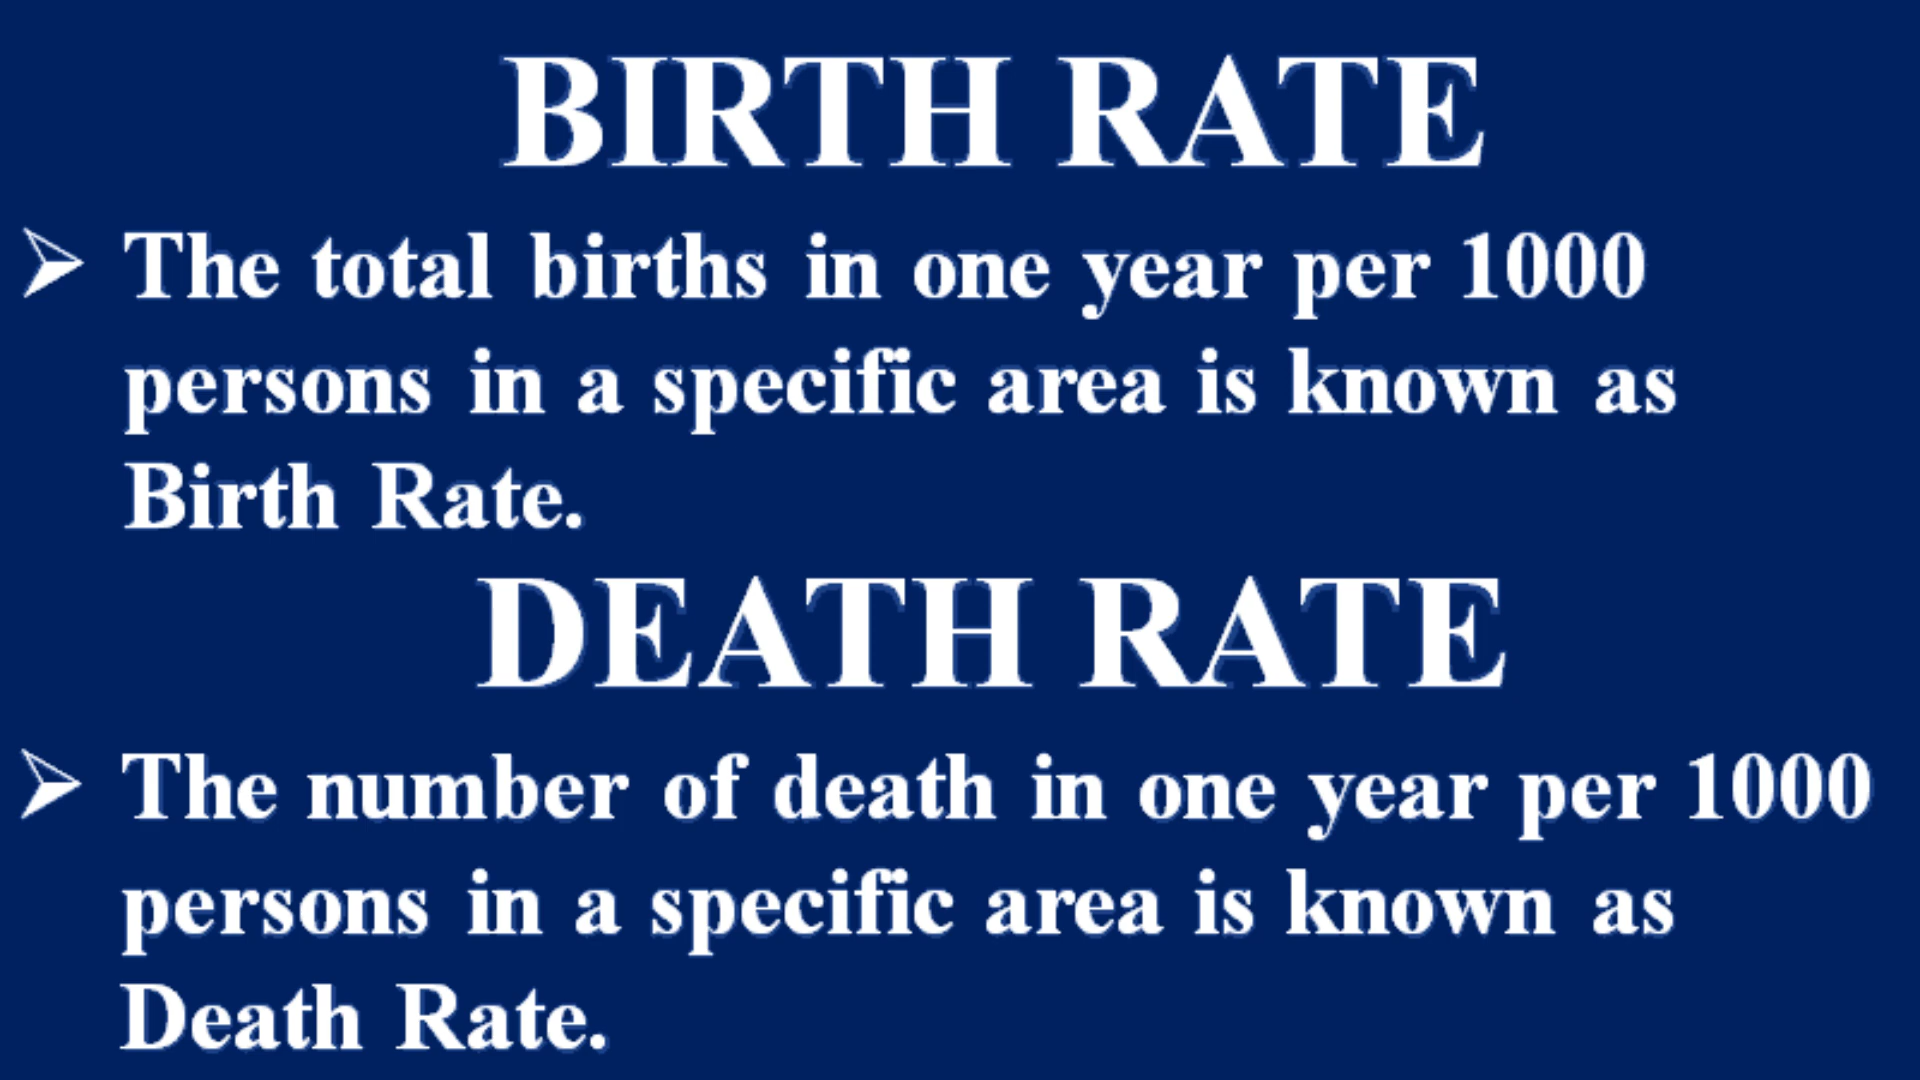 BIRTH RATE
➢ The total births in one year per 1000
persons in a specific area is known as
Birth Rate.
DEATH RATE
➢ The number of death in one year per 1000
persons in a specific area is known as
Death Rate.